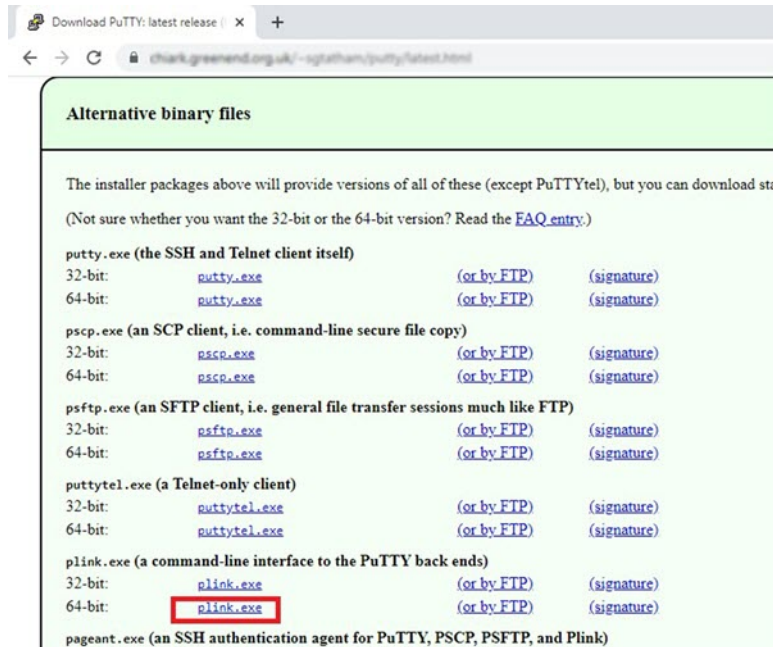 Download PuTTY: latest release (
chiark.greenend.org.uk/~sgtatham/putty/latest.html
Alternative binary files
The installer packages above will provide versions of all of these (except PuTTYtel), but you can download sta
(Not sure whether you want the 32-bit or the 64-bit version? Read the FAQ entry.)
putty.exe (the SSH and Telnet client itself)
32-bit: putty.exe (or by FTP) (signature)
64-bit: putty.exe (or by FTP) (signature)
pscp.exe (an SCP client, i.e. command-line secure file copy)
32-bit: pscp.exe (or by FTP) (signature)
64-bit: pscp.exe (or by FTP) (signature)
psftp.exe (an SFTP client, i.e. general file transfer sessions much like FTP)
32-bit: psftp.exe (or by FTP) (signature)
64-bit: psftp.exe (or by FTP) (signature)
puttytel.exe (a Telnet-only client)
32-bit: puttytel.exe (or by FTP) (signature)
64-bit: puttytel.exe (or by FTP) (signature)
plink.exe (a command-line interface to the PuTTY back ends)
32-bit: plink.exe (or by FTP) (signature)
64-bit: plink.exe (or by FTP) (signature)
pageant.exe (an SSH authentication agent for PuTTY, PSCP, PSFTP, and Plink)